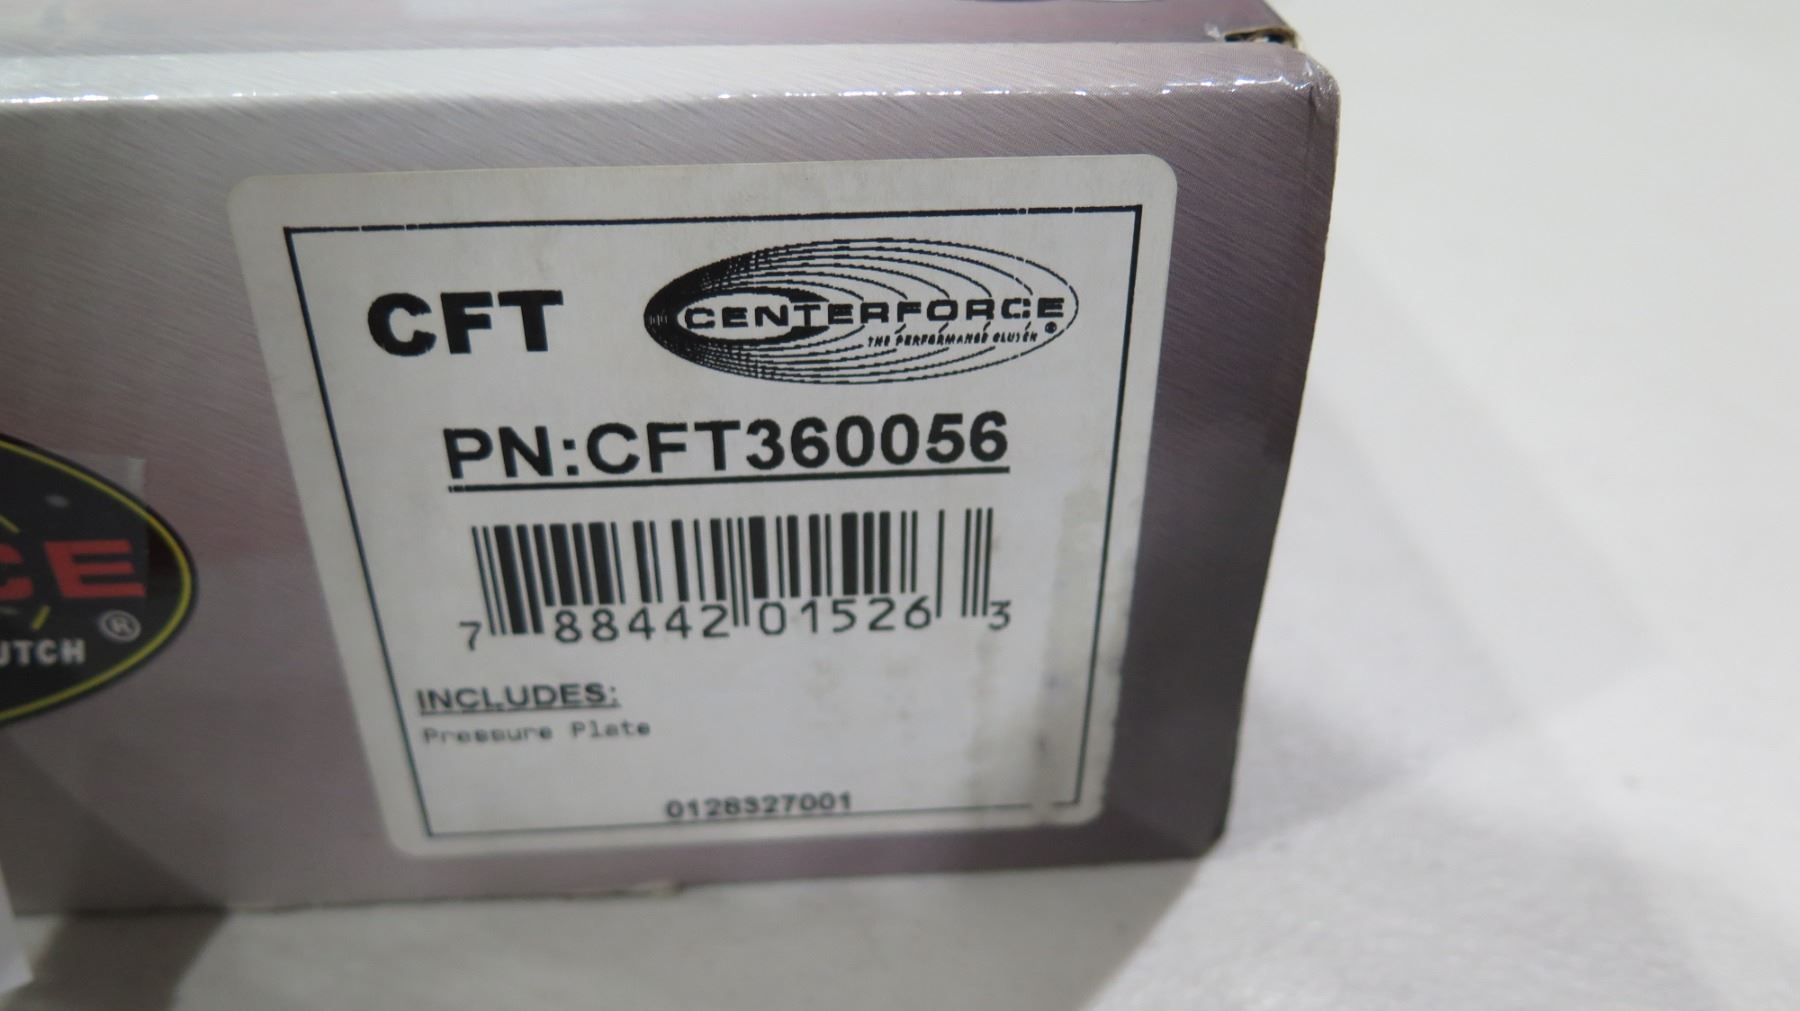 CFT
CENTERFORCE ®
THE PERFORMANCE CLUTCH
PN:CFT360056
7 88442 01526 3
INCLUDES:
Pressure Plate
0128327001
CE
UTCH ®